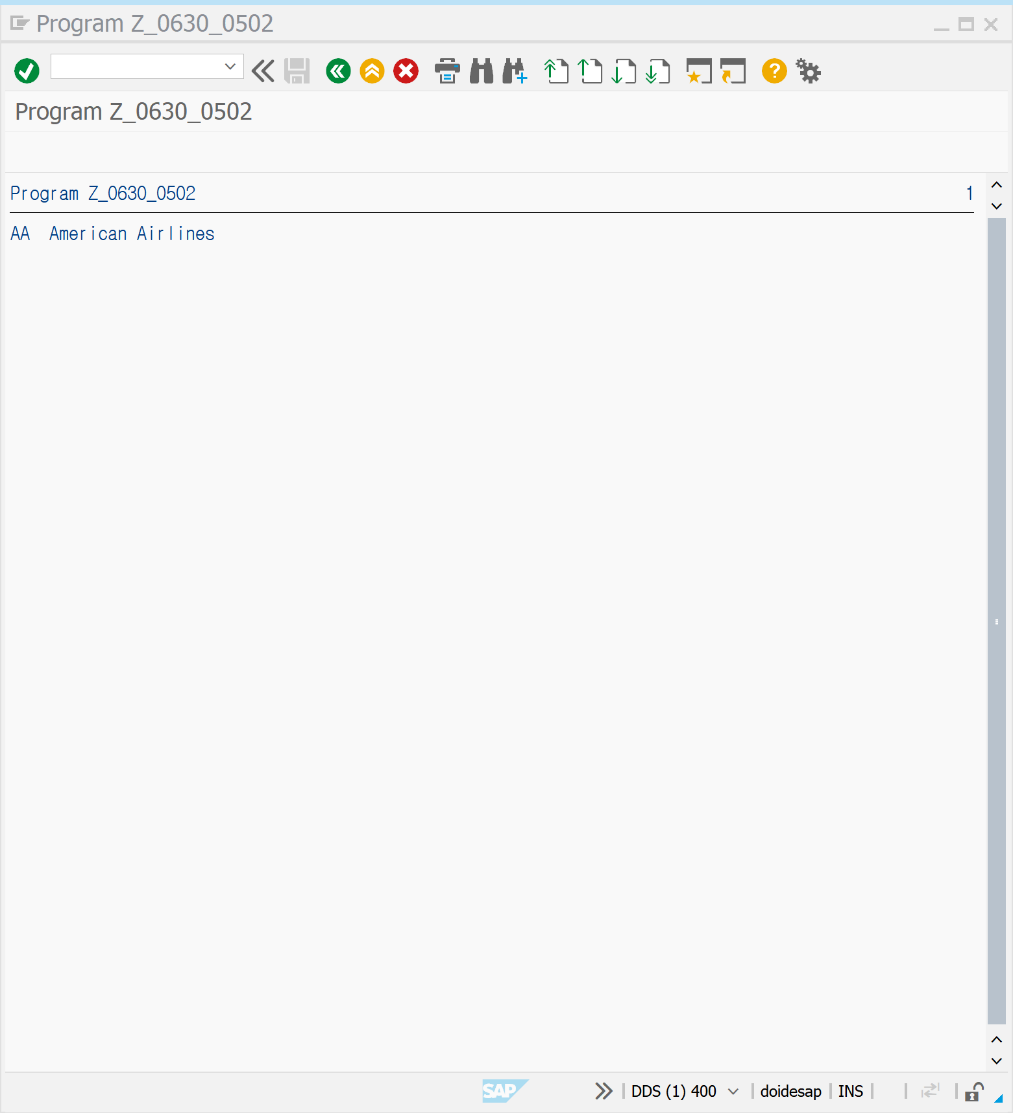 Program Z_0630_0502
Program Z_0630_0502
Program Z_0630_0502 1
AA American Airlines
SAP DDS (1) 400 doidesap INS